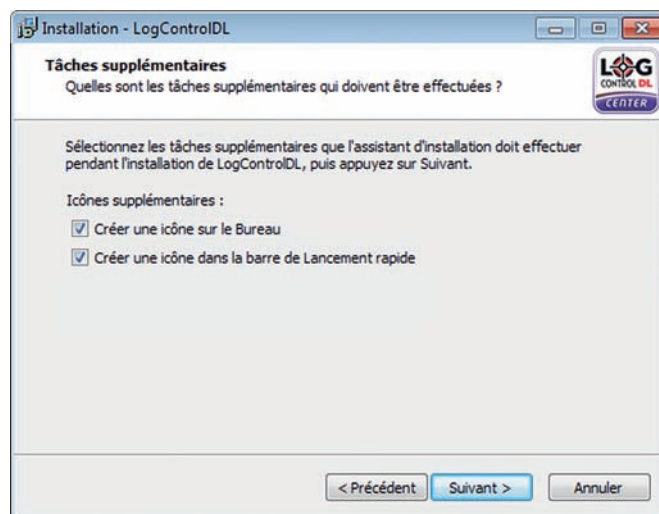 Installation - LogControlDL
Tâches supplémentaires
Quelles sont les tâches supplémentaires qui doivent être effectuées ?
LOG
CONTROL DL
CENTER
Sélectionnez les tâches supplémentaires que l'assistant d'installation doit effectuer
pendant l'installation de LogControlDL, puis appuyez sur Suivant.
Icônes supplémentaires :
Créer une icône sur le Bureau
Créer une icône dans la barre de Lancement rapide
< Précédent
Suivant >
Annuler